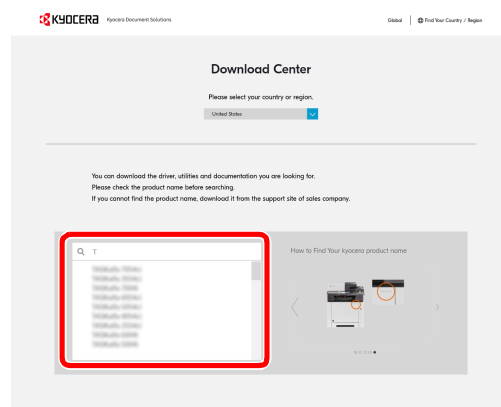 KYOCERA Kyocera Document Solutions
Global Find Your Country / Region
Download Center
Please select your country or region.
United States
You can download the driver, utilities and documentation you are looking for.
Please check the product name before searching.
If you cannot find the product name, download it from the support site of sales company.
T
How to Find Your kyocera product name